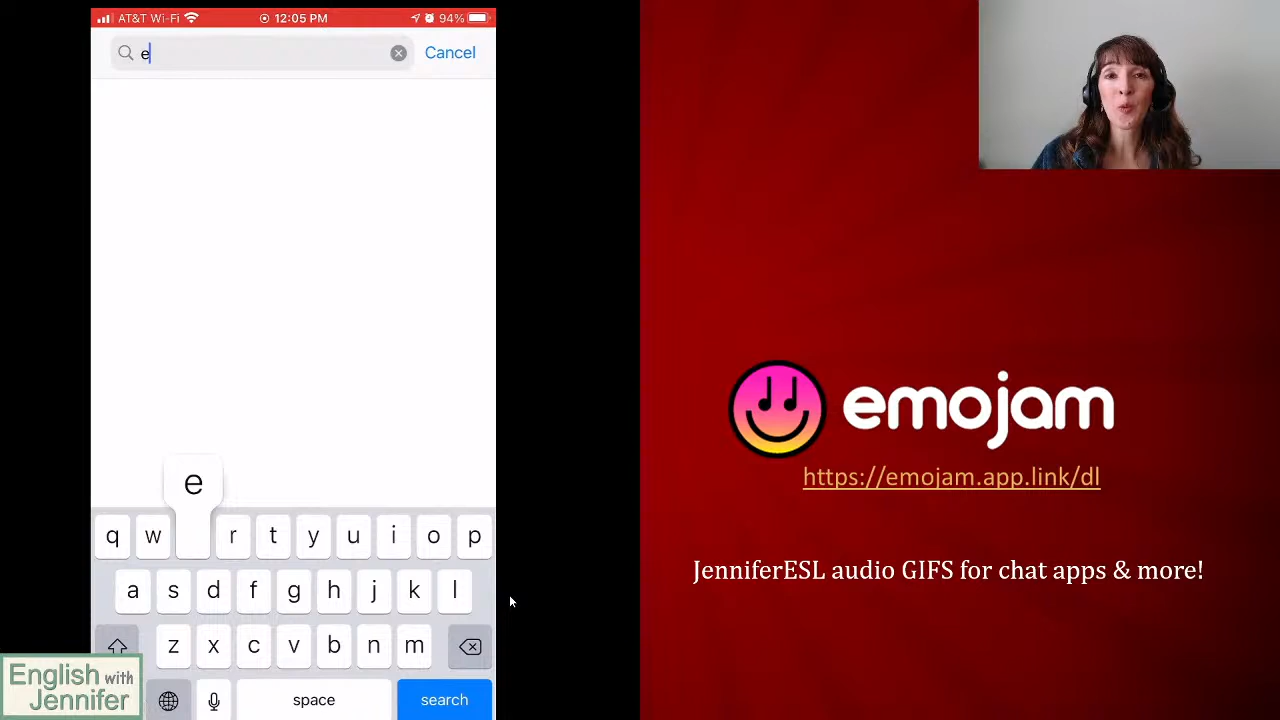 AT&T Wi-Fi 12:05 PM 94%
e Cancel
e
q w r t y u i o p
a s d f g h j k l
z x c v b n m
space search
English with
Jennifer
emojam
https://emojam.app.link/dl
JenniferESL audio GIFS for chat apps & more!